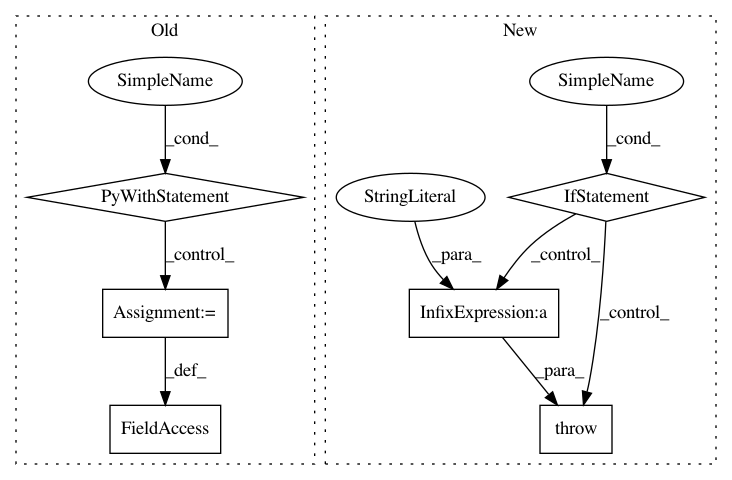 Old
New
SimpleName
SimpleName
_cond_
_cond_
PyWithStatement
StringLiteral
IfStatement
_control_
_para_
_control_
_control_
Assignment:=
InfixExpression:a
_def_
_para_
FieldAccess
throw